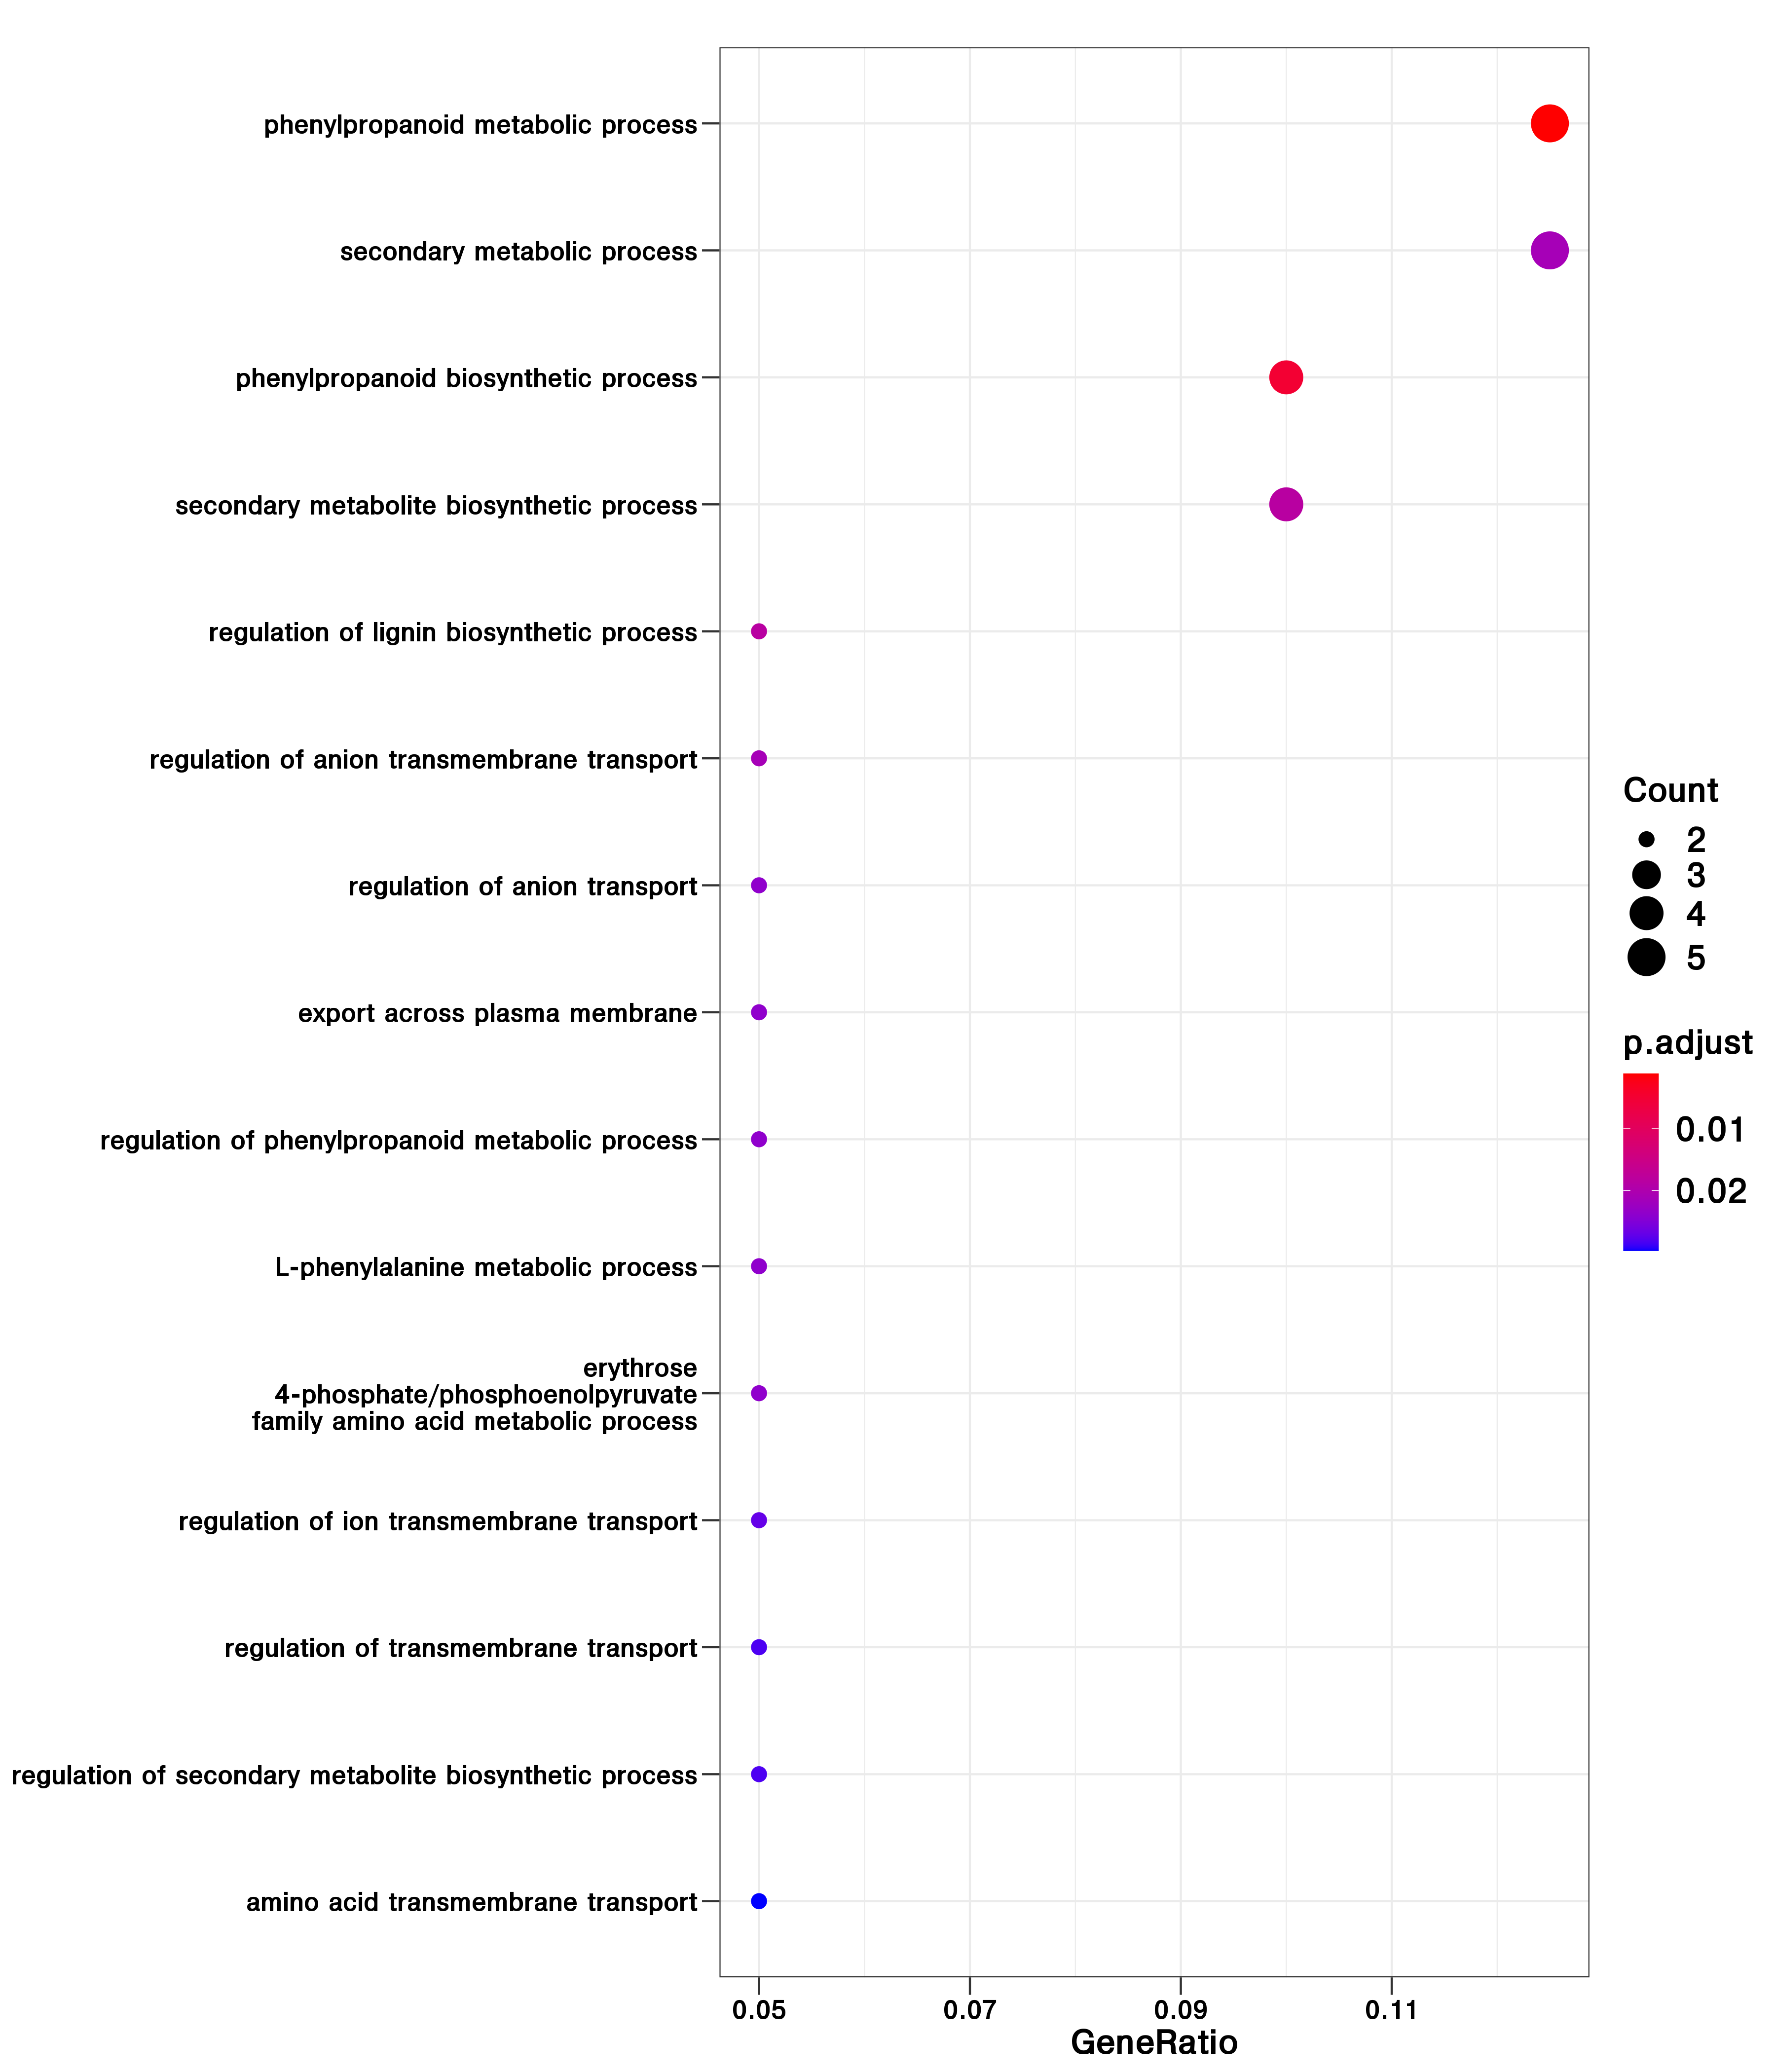 phenylpropanoid metabolic process
secondary metabolic process
phenylpropanoid biosynthetic process
secondary metabolite biosynthetic process
regulation of lignin biosynthetic process
regulation of anion transmembrane transport
regulation of anion transport
export across plasma membrane
regulation of phenylpropanoid metabolic process
L-phenylalanine metabolic process
erythrose
4-phosphate/phosphoenolpyruvate
family amino acid metabolic process
regulation of ion transmembrane transport
regulation of transmembrane transport
regulation of secondary metabolite biosynthetic process
amino acid transmembrane transport
0.05 0.07 0.09 0.11
GeneRatio
Count
2
3
4
5
p.adjust
0.01
0.02